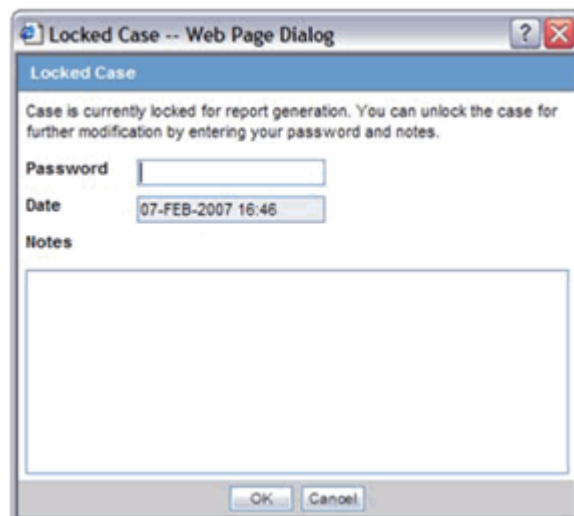 Locked Case -- Web Page Dialog
Locked Case
Case is currently locked for report generation. You can unlock the case for
further modification by entering your password and notes.
Password
Date 07-FEB-2007 16:46
Notes
OK Cancel